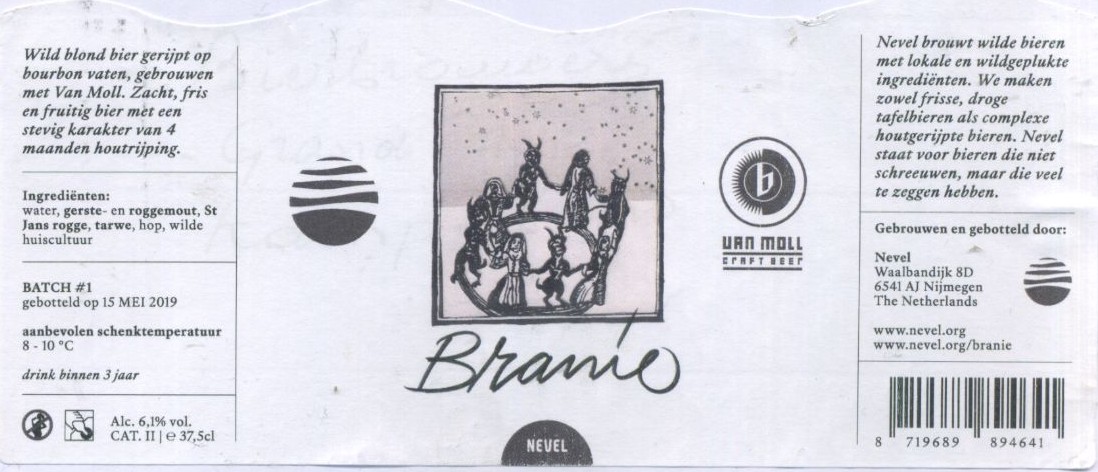 Wild blond bier gerijpt op
bourbon vaten, gebrouwen
met Van Moll. Zacht, fris
en fruitig bier met een
stevig karakter van 4
maanden houtrijping.
Ingrediënten:
water, gerste- en roggemout, St
Jans rogge, tarwe, hop, wilde
huiscultuur
BATCH #1
gebotteld op 15 MEI 2019
aanbevolen schenktemperatuur
8 - 10 °C
drink binnen 3 jaar
Alc. 6,1% vol.
CAT. II | e 37,5cl
Branie
NEVEL
b
VAN MOLL
CRAFT BEER
Nevel brouwt wilde bieren
met lokale en wildgeplukte
ingrediënten. We maken
zowel frisse, droge
tafelbieren als complexe
houtgerijpte bieren. Nevel
staat voor bieren die niet
schreeuwen, maar die veel
te zeggen hebben.
Gebrouwen en gebotteld door:
Nevel
Waalbandijk 8D
6541 AJ Nijmegen
The Netherlands
www.nevel.org
www.nevel.org/branie
8 719689 894641